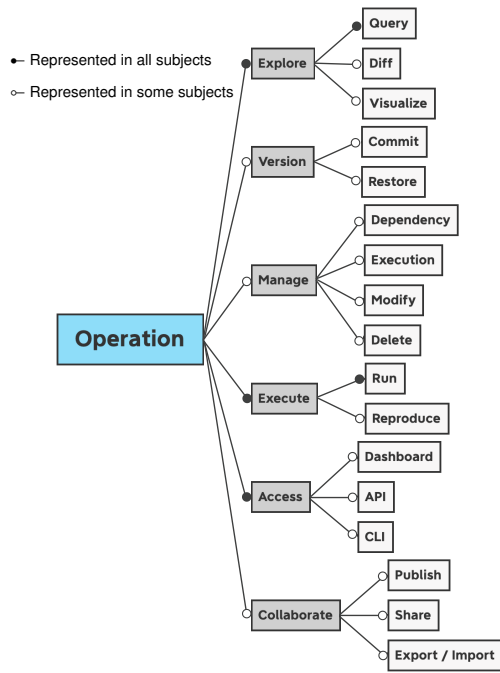 Represented in all subjects
Represented in some subjects
Operation
Explore
Query
Diff
Visualize
Version
Commit
Restore
Manage
Dependency
Execution
Modify
Delete
Execute
Run
Reproduce
Access
Dashboard
API
CLI
Collaborate
Publish
Share
Export / Import